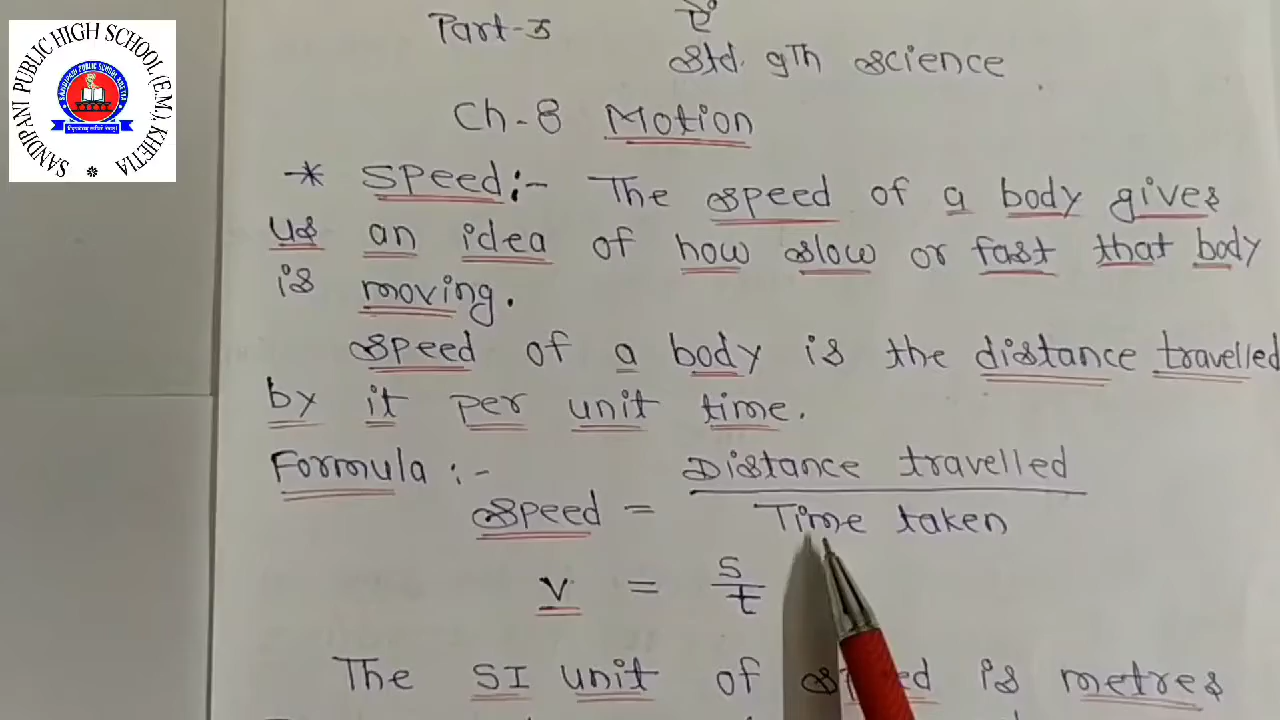 SANDIPANI PUBLIC HIGH SCHOOL (E.M.), KHETIA
Part-3
ऐं
Std. 9Th science
Ch-8 Motion
* Speed:- The speed of a body gives
us an idea of how slow or fast that body
is moving.
speed of a body is the distance travelled
by it per unit time.
Formula :- Distance travelled
speed = Time taken
v = s
t
The SI unit of speed is metres